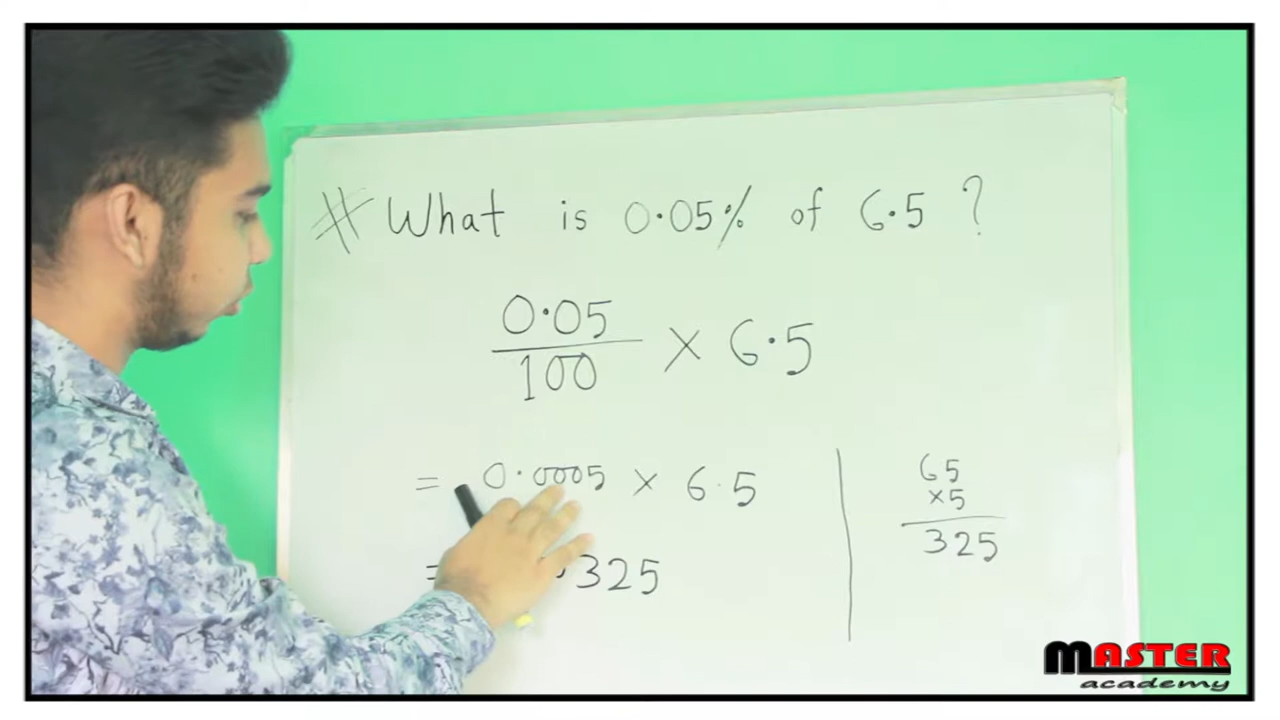 # What is 0.05% of 6.5 ?
0.05
100
× 6.5
= 0.0005 × 6.5
= 325
65
×5
325
MASTER
academy